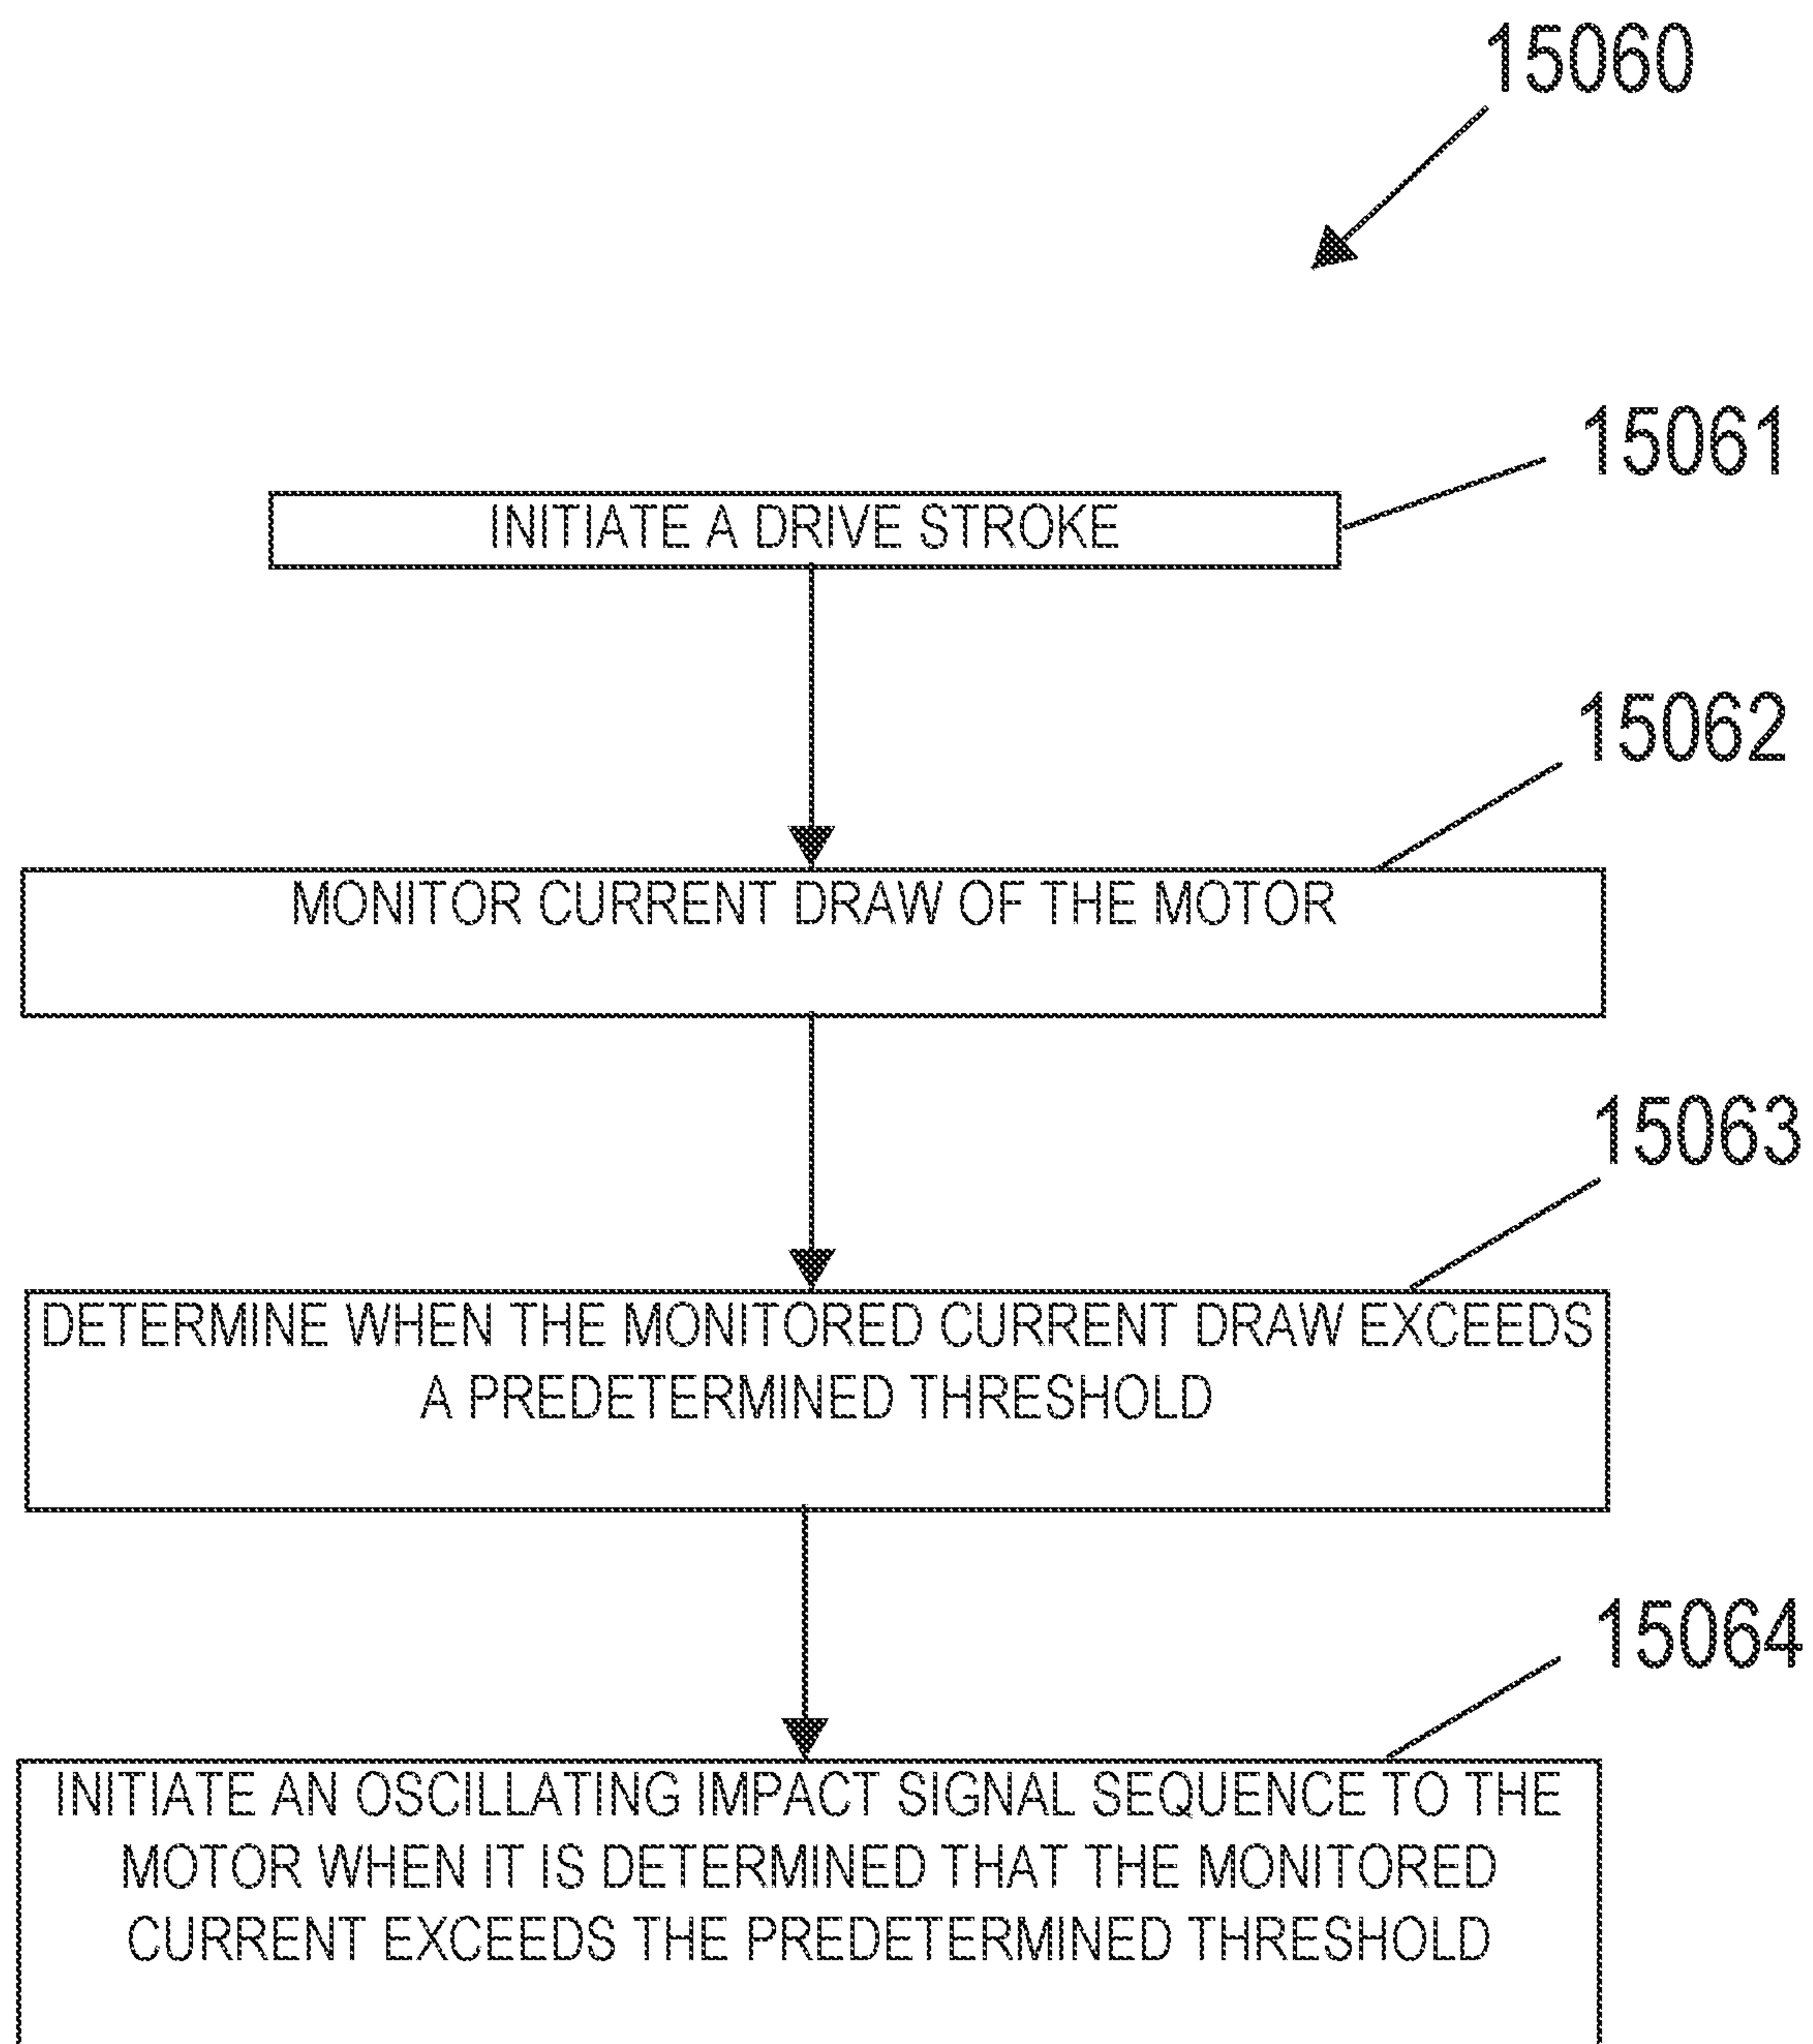 15060
15061
INITIATE A DRIVE STROKE
15062
MONITOR CURRENT DRAW OF THE MOTOR
15063
DETERMINE WHEN THE MONITORED CURRENT DRAW EXCEEDS
A PREDETERMINED THRESHOLD
15064
INITIATE AN OSCILLATING IMPACT SIGNAL SEQUENCE TO THE
MOTOR WHEN IT IS DETERMINED THAT THE MONITORED
CURRENT EXCEEDS THE PREDETERMINED THRESHOLD